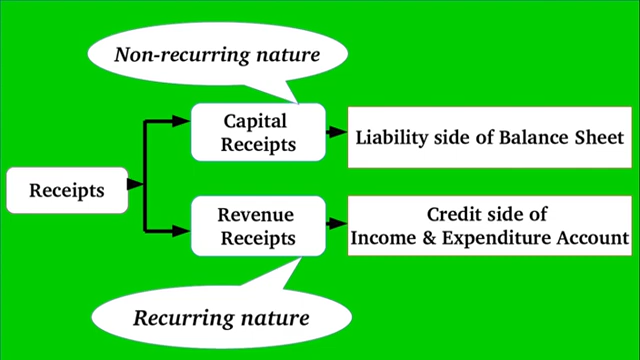 Non-recurring nature
Capital
Receipts
Liability side of Balance Sheet
Receipts
Revenue
Receipts
Credit side of
Income & Expenditure Account
Recurring nature